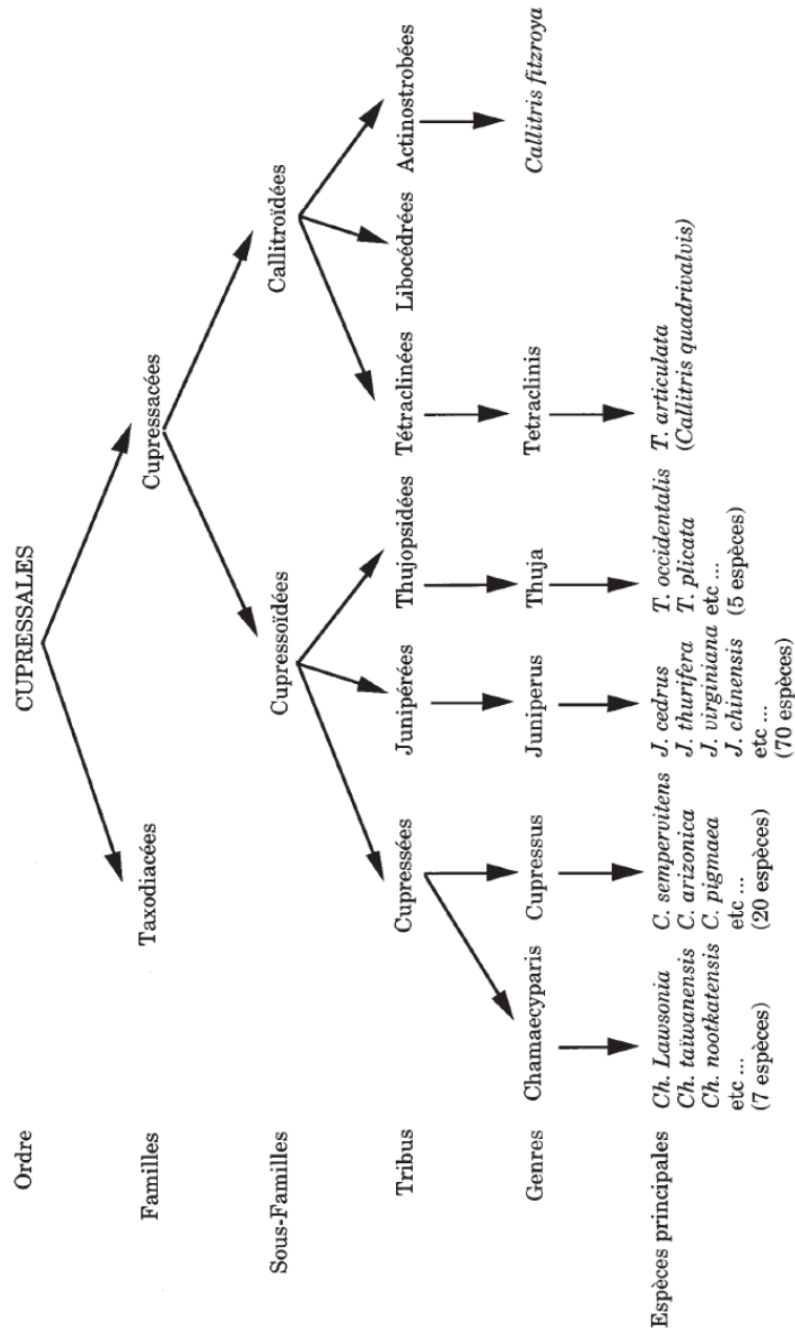 Ordre
CUPRESSALES
Familles
Taxodiacées
Cupressacées
Sous-Familles
Cupressoïdées
Callitroïdées
Tribus
Cupressées
Junipérées
Thujopsidées
Tétraclinées
Libocédrées
Actinostrobées
Genres
Chamaecyparis
Cupressus
Juniperus
Thuja
Tetraclinis
Callitris fitzroya
Espèces principales
Ch. Lawsonia
Ch. taïwanensis
Ch. nootkatensis
etc ...
(7 espèces)
C. sempervitens
C. arizonica
C. pigmaea
etc ...
(20 espèces)
J. cedrus
J. thurifera
J. virginiana
J. chinensis
etc ...
(70 espèces)
T. occidentalis
T. plicata
etc ...
(5 espèces)
T. articulata
(Callitris quadrivalvis)